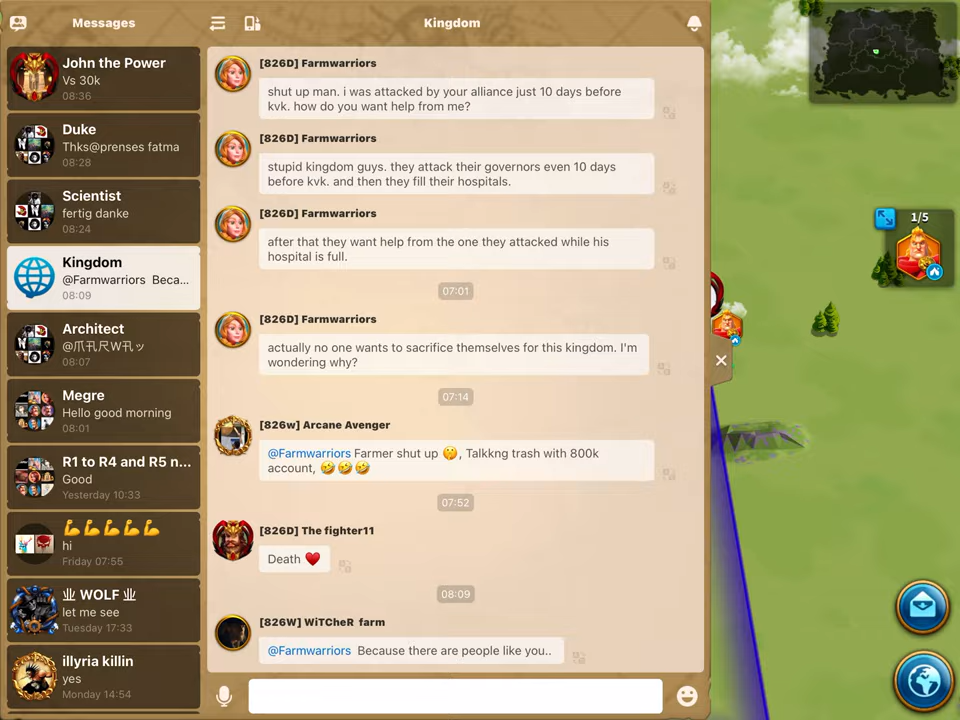 Messages
John the Power
Vs 30k
08:36
Duke
Thks@prenses fatma
08:28
Scientist
fertig danke
08:24
Kingdom
@Farmwarriors Beca...
08:09
Architect
08:07
Megre
Hello good morning
08:01
R1 to R4 and R5 n...
Good
Yesterday 10:33
💪💪💪💪💪
hi
Friday 07:55
WOLF
let me see
Tuesday 17:33
illyria killin
yes
Monday 14:54
Kingdom
[826D] Farmwarriors
shut up man. i was attacked by your alliance just 10 days before
kvk. how do you want help from me?
[826D] Farmwarriors
stupid kingdom guys. they attack their governors even 10 days
before kvk. and then they fill their hospitals.
[826D] Farmwarriors
after that they want help from the one they attacked while his
hospital is full.
07:01
[826D] Farmwarriors
actually no one wants to sacrifice themselves for this kingdom. I'm
wondering why?
07:14
[826w] Arcane Avenger
@Farmwarriors Farmer shut up 🤫, Talkkng trash with 800k
account, 🤣🤣🤣
07:52
[826D] The fighter11
Death ♥️
08:09
[826W] WiTCheR farm
@Farmwarriors Because there are people like you..
1/5